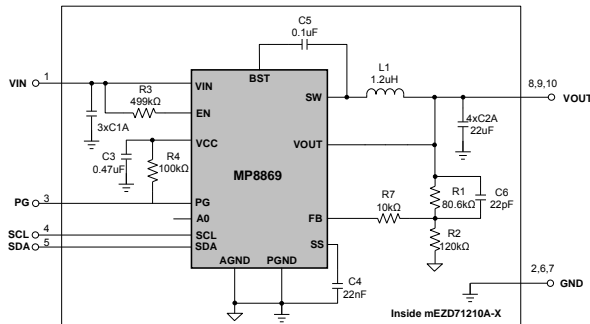 C5
0.1uF
BST
L1
1.2uH
VIN
1
VIN
SW
8,9,10
VOUT
R3
499kΩ
EN
3xC1A
4xC2A
22uF
VCC
VOUT
C3
0.47uF
R4
100kΩ
MP8869
R1
80.6kΩ
C6
22pF
PG
3
PG
R7
10kΩ
A0
FB
SCL
4
SCL
R2
120kΩ
SDA
5
SDA
SS
AGND
PGND
C4
22nF
2,6,7
GND
Inside mEZD71210A-X